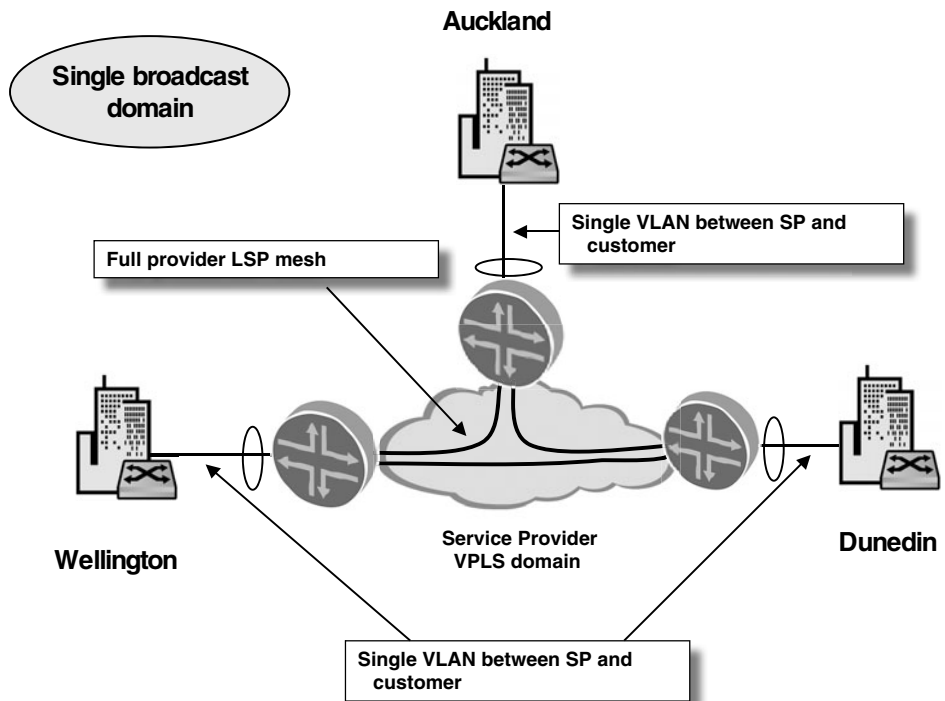 Auckland
Single broadcast
domain
Single VLAN between SP and
customer
Full provider LSP mesh
Service Provider
VPLS domain
Wellington
Dunedin
Single VLAN between SP and
customer